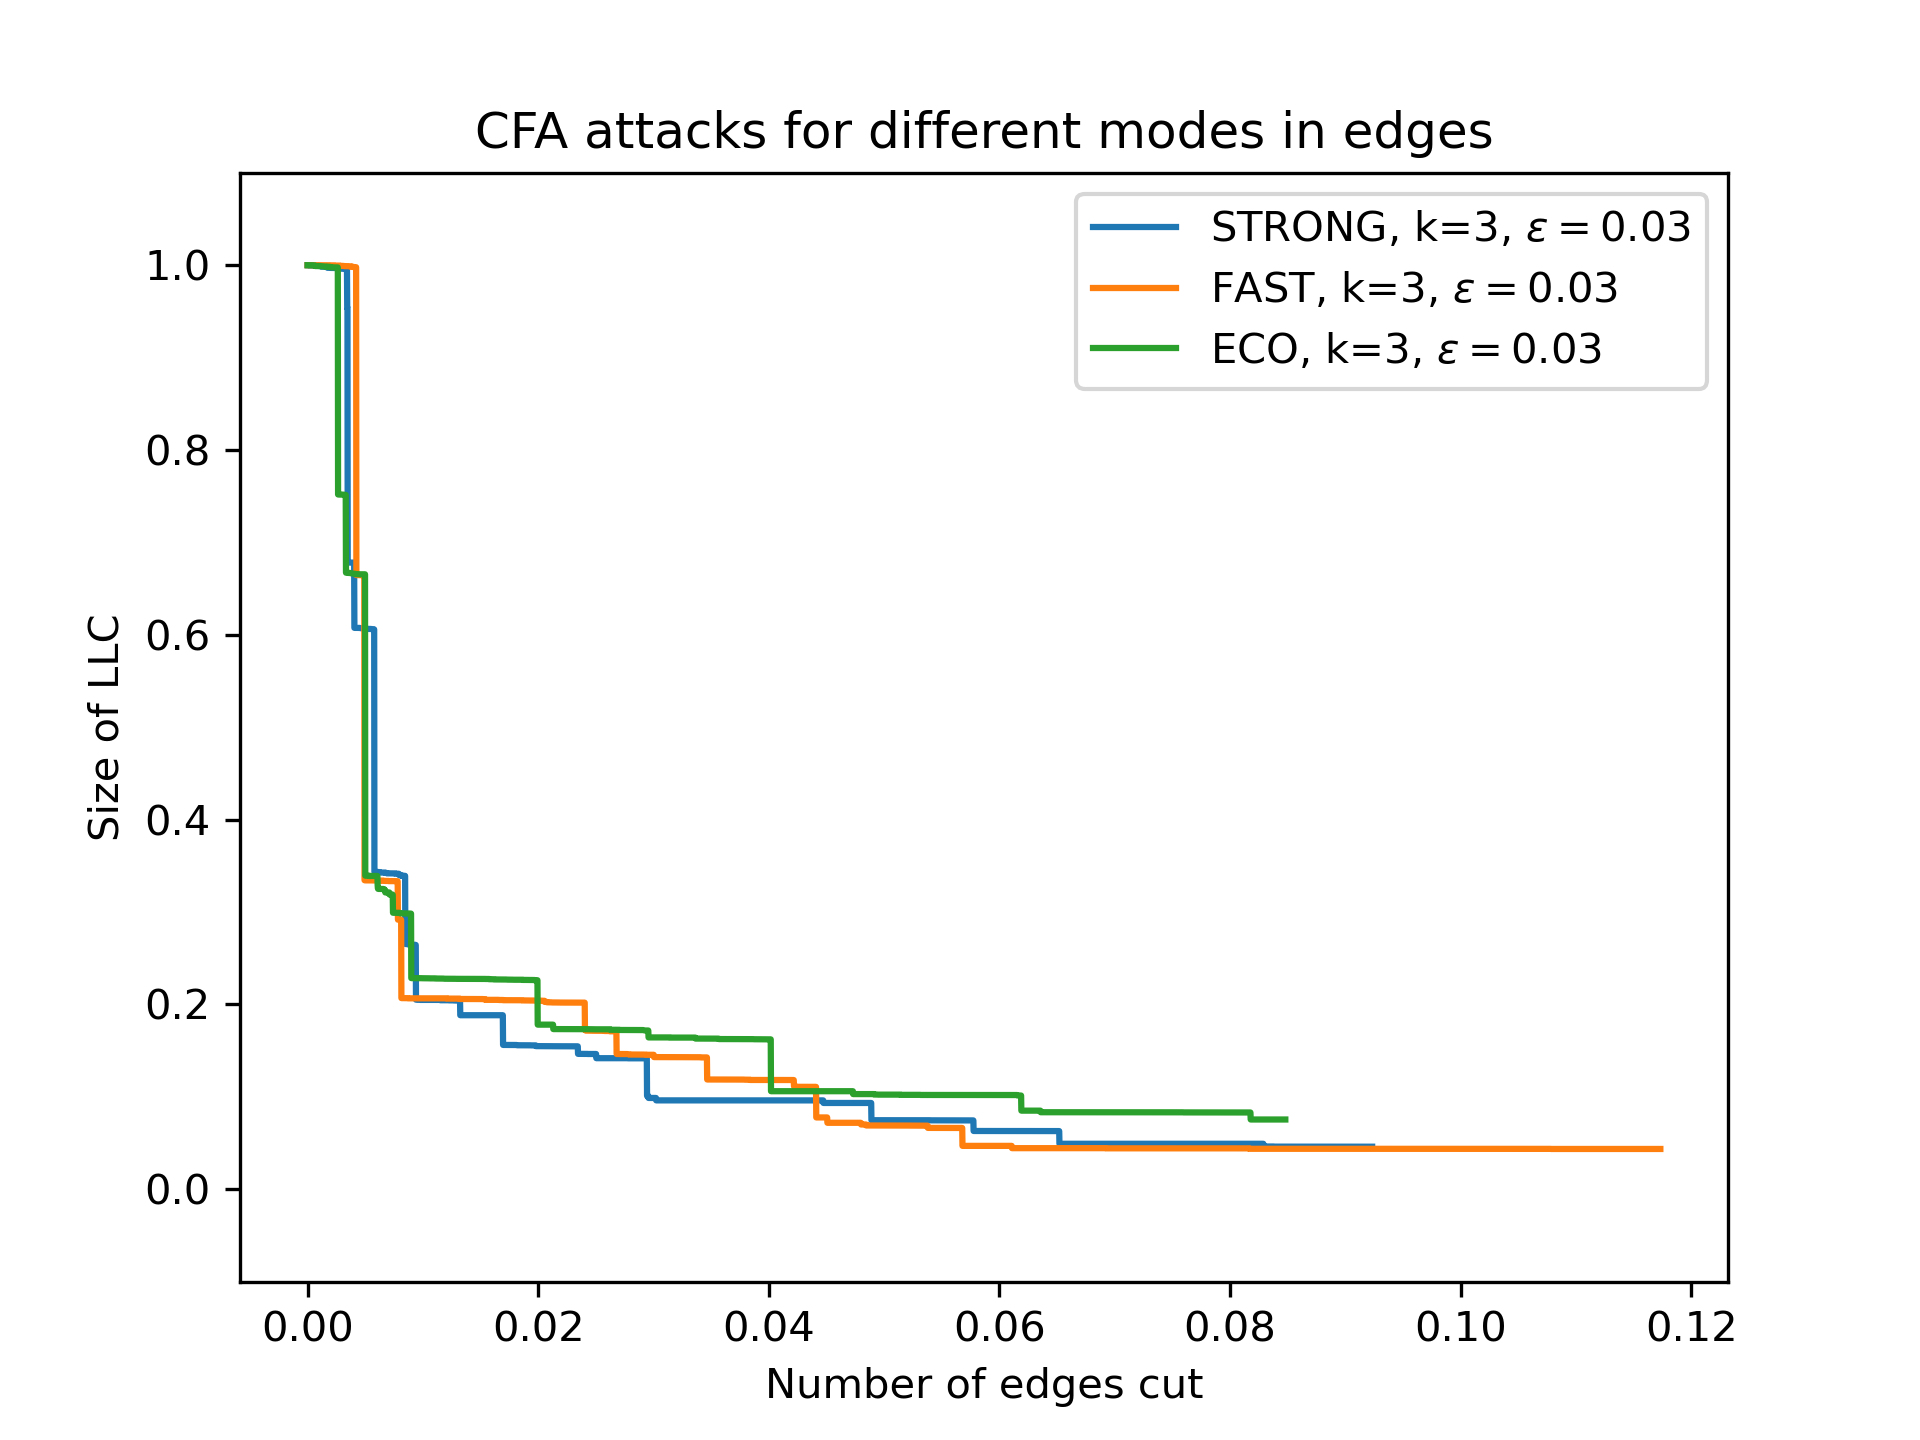 CFA attacks for different modes in edges
STRONG, k=3, ε = 0.03
FAST, k=3, ε = 0.03
ECO, k=3, ε = 0.03
Size of LLC
1.0
0.8
0.6
0.4
0.2
0.0
0.00 0.02 0.04 0.06 0.08 0.10 0.12
Number of edges cut